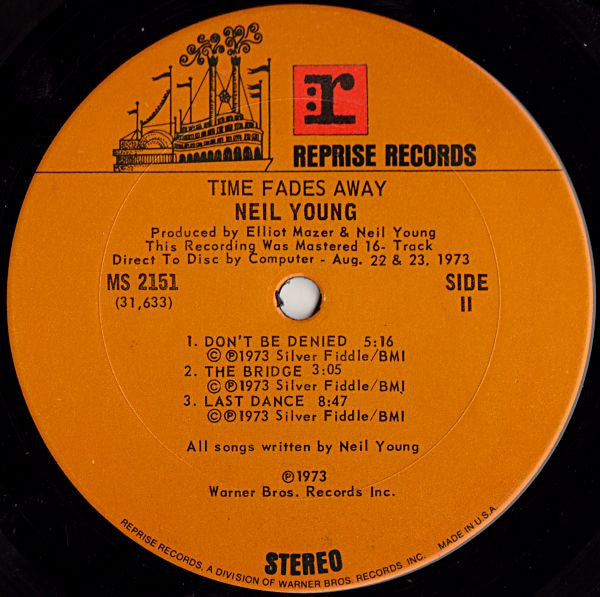 :r
REPRISE RECORDS
TIME FADES AWAY
NEIL YOUNG
Produced by Elliot Mazer & Neil Young
This Recording Was Mastered 16- Track
Direct To Disc by Computer - Aug. 22 & 23, 1973
MS 2151 SIDE
(31,633) II
1. DON'T BE DENIED 5:16
©℗1973 Silver Fiddle/BMI
2. THE BRIDGE 3:05
©℗1973 Silver Fiddle/BMI
3. LAST DANCE 8:47
©℗1973 Silver Fiddle/BMI
All songs written by Neil Young
℗1973
Warner Bros. Records Inc.
STEREO
REPRISE RECORDS, A DIVISION OF WARNER BROS. RECORDS, INC. MADE IN U.S.A.